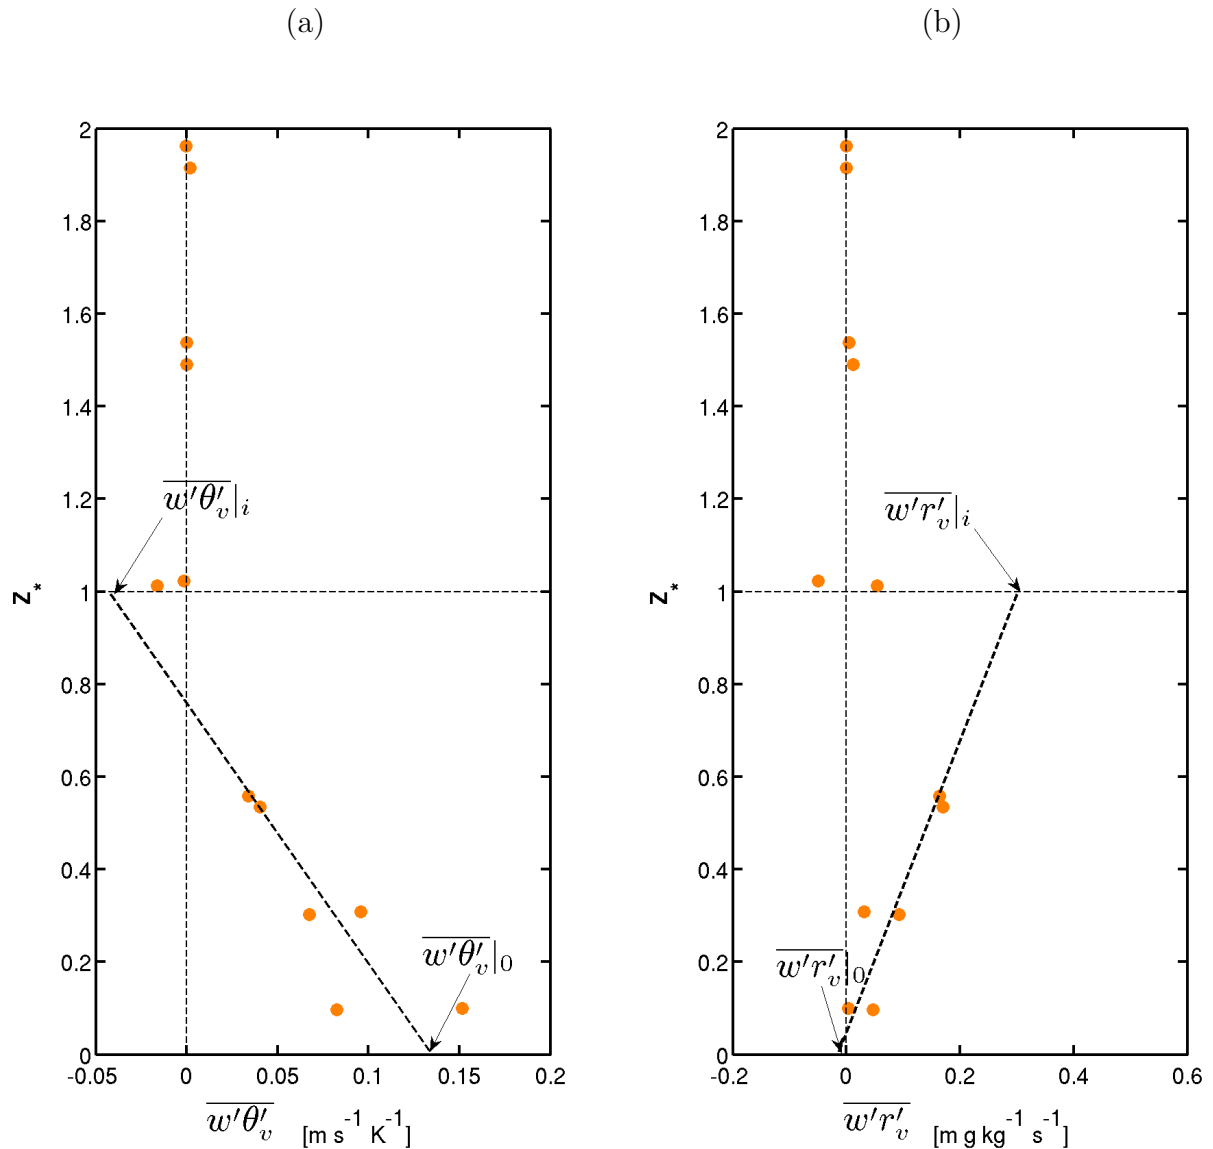 (a) (b)
2 2
1.8 1.8
1.6 1.6
1.4 1.4
1.2 1.2
w'θ'ᵥ|ᵢ w'r'ᵥ|ᵢ
z* 1 z* 1
0.8 0.8
0.6 0.6
0.4 0.4
w'θ'ᵥ|₀ w'r'ᵥ|₀
0.2 0.2
0 0
-0.05 0 0.05 0.1 0.15 0.2 -0.2 0 0.2 0.4 0.6
w'θ'ᵥ [m s⁻¹ K⁻¹] w'r'ᵥ [m g kg⁻¹ s⁻¹]